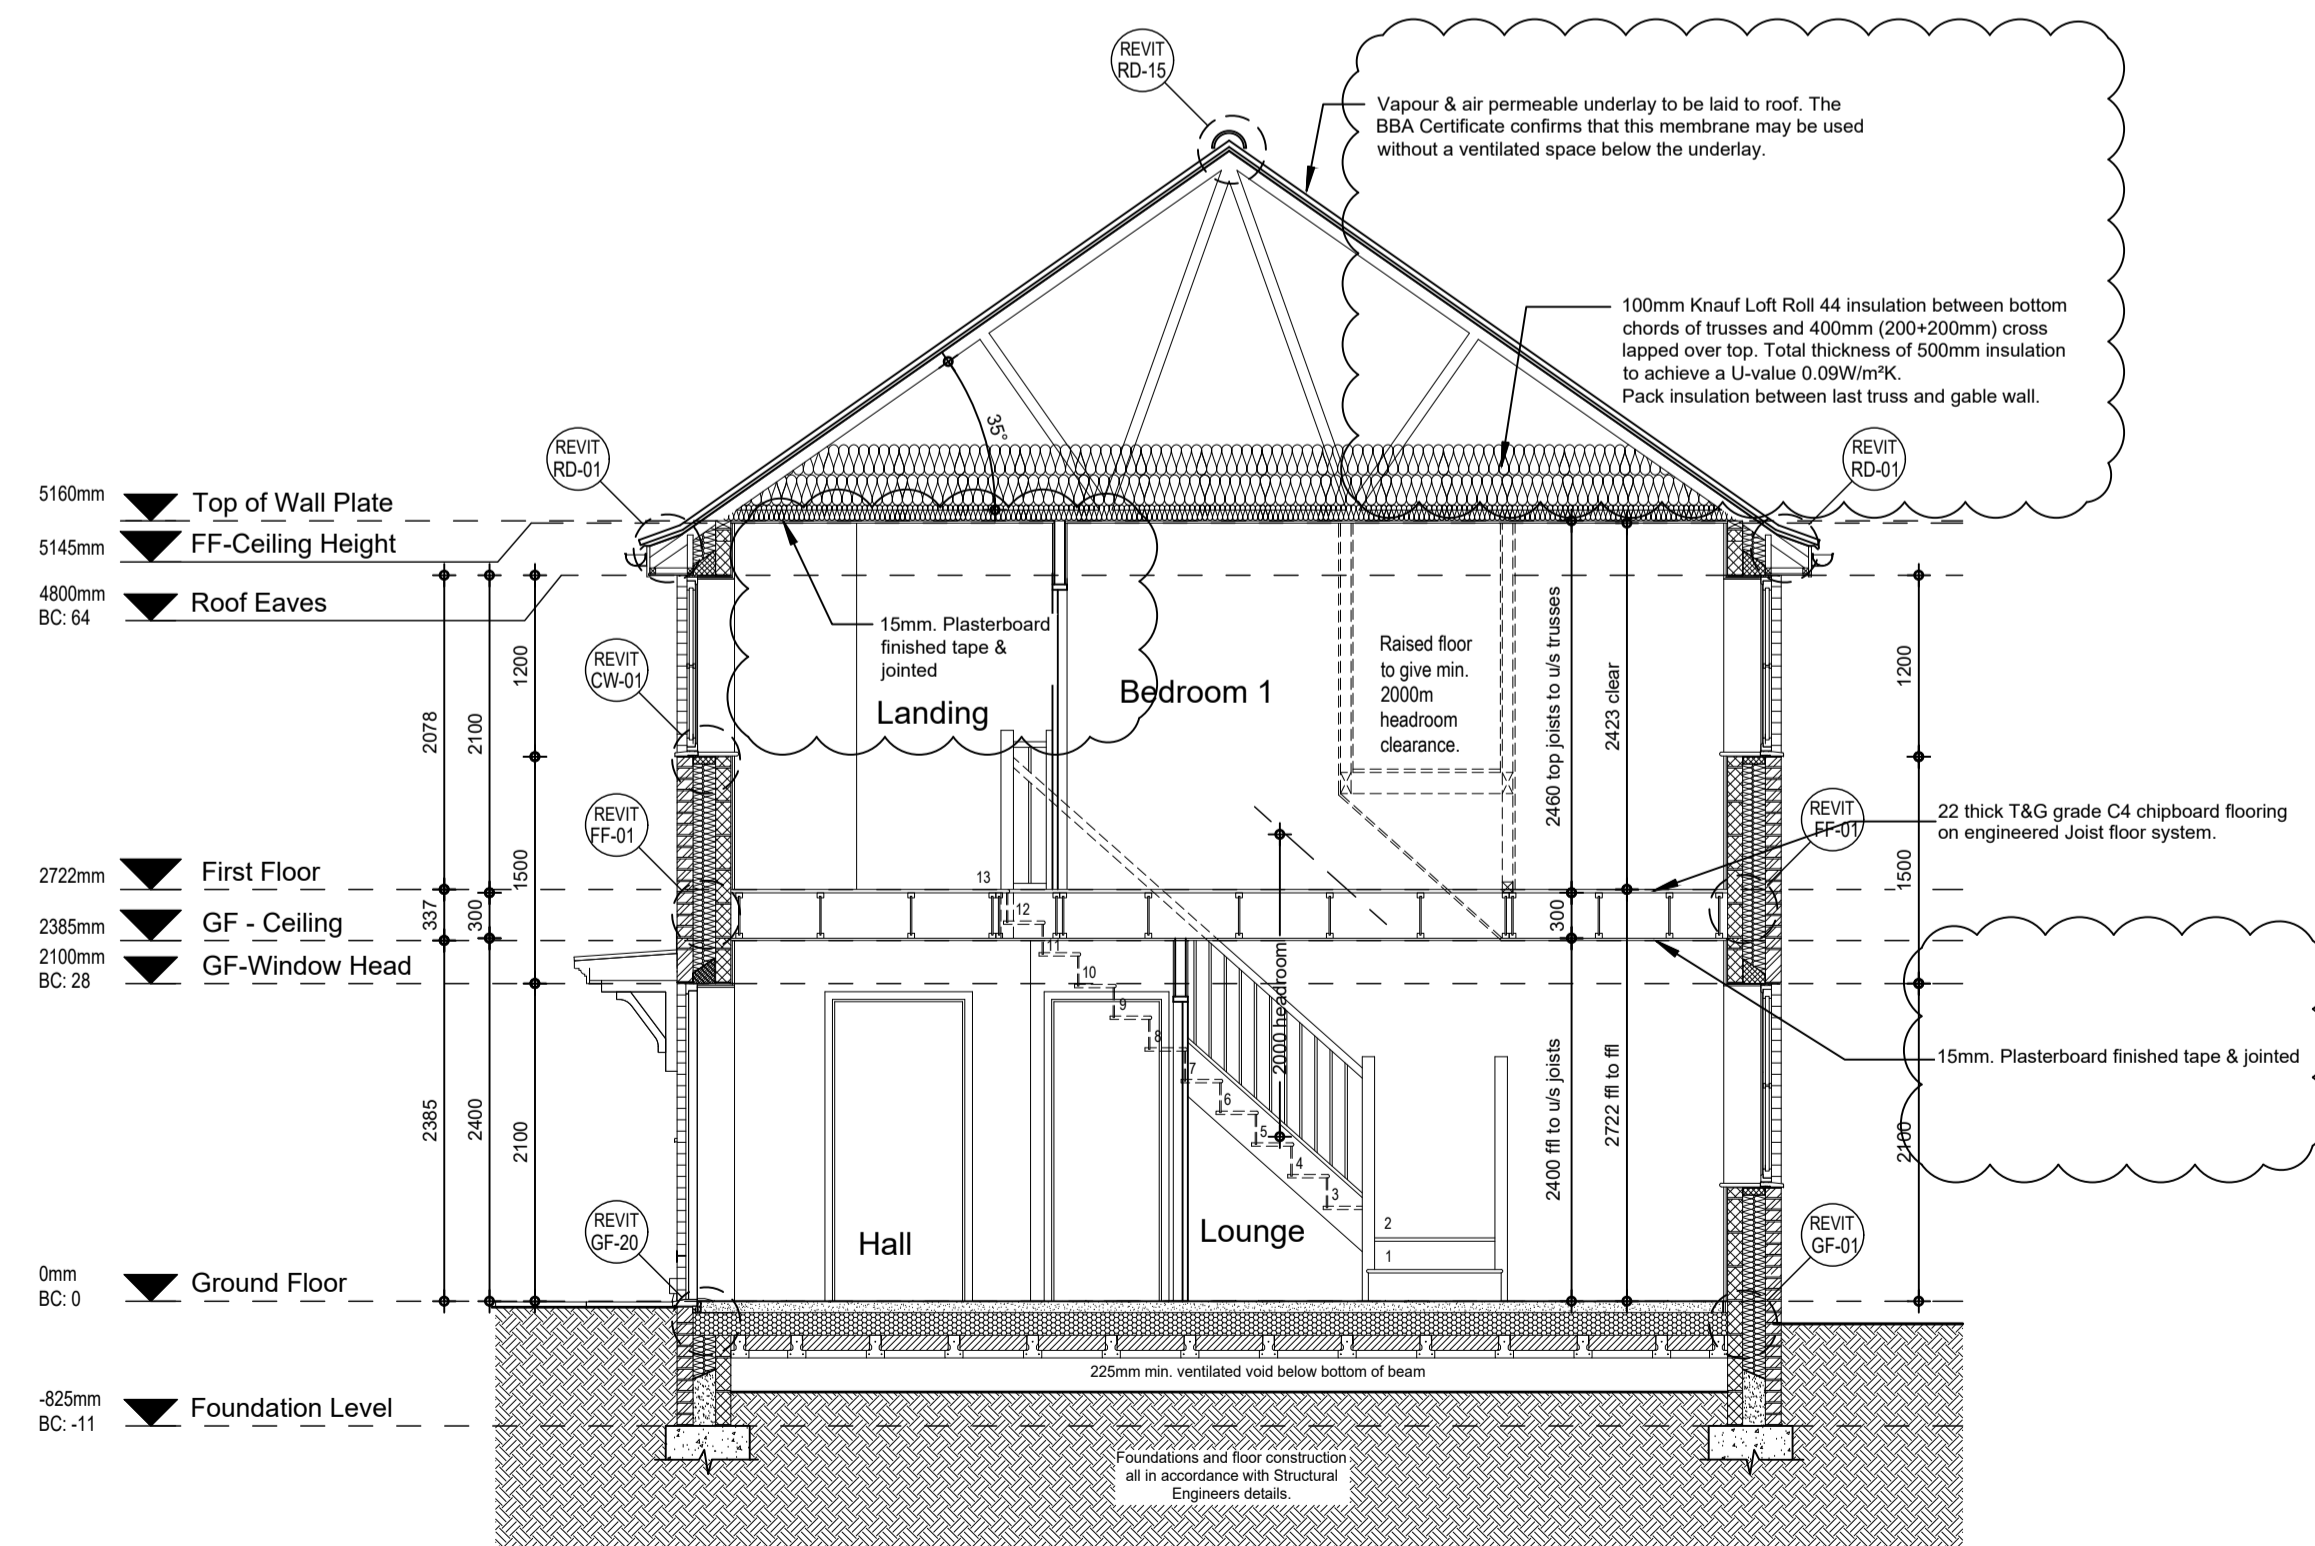 REVIT
RD-15
Vapour & air permeable underlay to be laid to roof. The
BBA Certificate confirms that this membrane may be used
without a ventilated space below the underlay.
100mm Knauf Loft Roll 44 insulation between bottom
chords of trusses and 400mm (200+200mm) cross
lapped over top. Total thickness of 500mm insulation
to achieve a U-value 0.09W/m²K.
Pack insulation between last truss and gable wall.
35°
REVIT
RD-01
REVIT
RD-01
5160mm
Top of Wall Plate
5145mm
FF-Ceiling Height
4800mm
BC: 64
Roof Eaves
15mm. Plasterboard
finished tape &
jointed
Landing
Bedroom 1
Raised floor
to give min.
2000m
headroom
clearance.
2460 top joists to u/s trusses
2423 clear
1200
2078
2100
1200
REVIT
CW-01
REVIT
FF-01
REVIT
FF-01
22 thick T&G grade C4 chipboard flooring
on engineered Joist floor system.
1500
1500
2722mm
First Floor
2385mm
GF - Ceiling
2100mm
BC: 28
GF-Window Head
337
300
300
13
12
11
10
9
8
7
6
5
4
3
2
1
2000 headroom
2400 ffl to u/s joists
2722 ffl to ffl
15mm. Plasterboard finished tape & jointed
2385
2400
2100
2100
Hall
Lounge
REVIT
GF-20
REVIT
GF-01
0mm
BC: 0
Ground Floor
225mm min. ventilated void below bottom of beam
-825mm
BC: -11
Foundation Level
Foundations and floor construction
all in accordance with Structural
Engineers details.